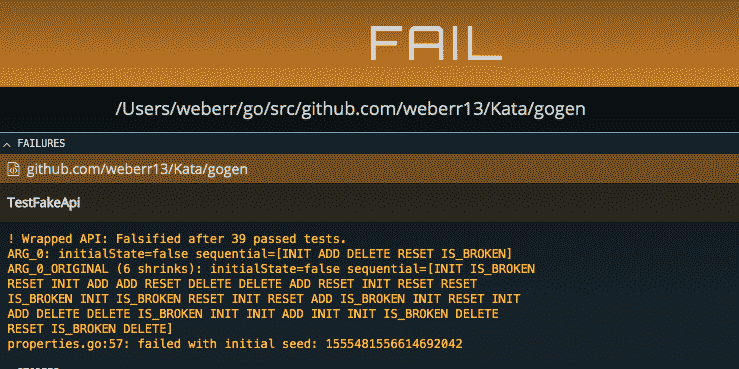 FAIL
/Users/weberr/go/src/github.com/weberr13/Kata/gogen
FAILURES
github.com/weberr13/Kata/gogen
TestFakeApi
! Wrapped API: Falsified after 39 passed tests.
ARG_0: initialState=false sequential=[INIT ADD DELETE RESET IS_BROKEN]
ARG_0_ORIGINAL (6 shrinks): initialState=false sequential=[INIT IS_BROKEN
RESET INIT ADD ADD RESET DELETE DELETE ADD RESET INIT RESET RESET
IS_BROKEN INIT IS_BROKEN RESET INIT RESET ADD IS_BROKEN INIT RESET INIT
ADD DELETE DELETE IS_BROKEN INIT INIT ADD INIT INIT IS_BROKEN DELETE
RESET IS_BROKEN DELETE]
properties.go:57: failed with initial seed: 1555481556614692042